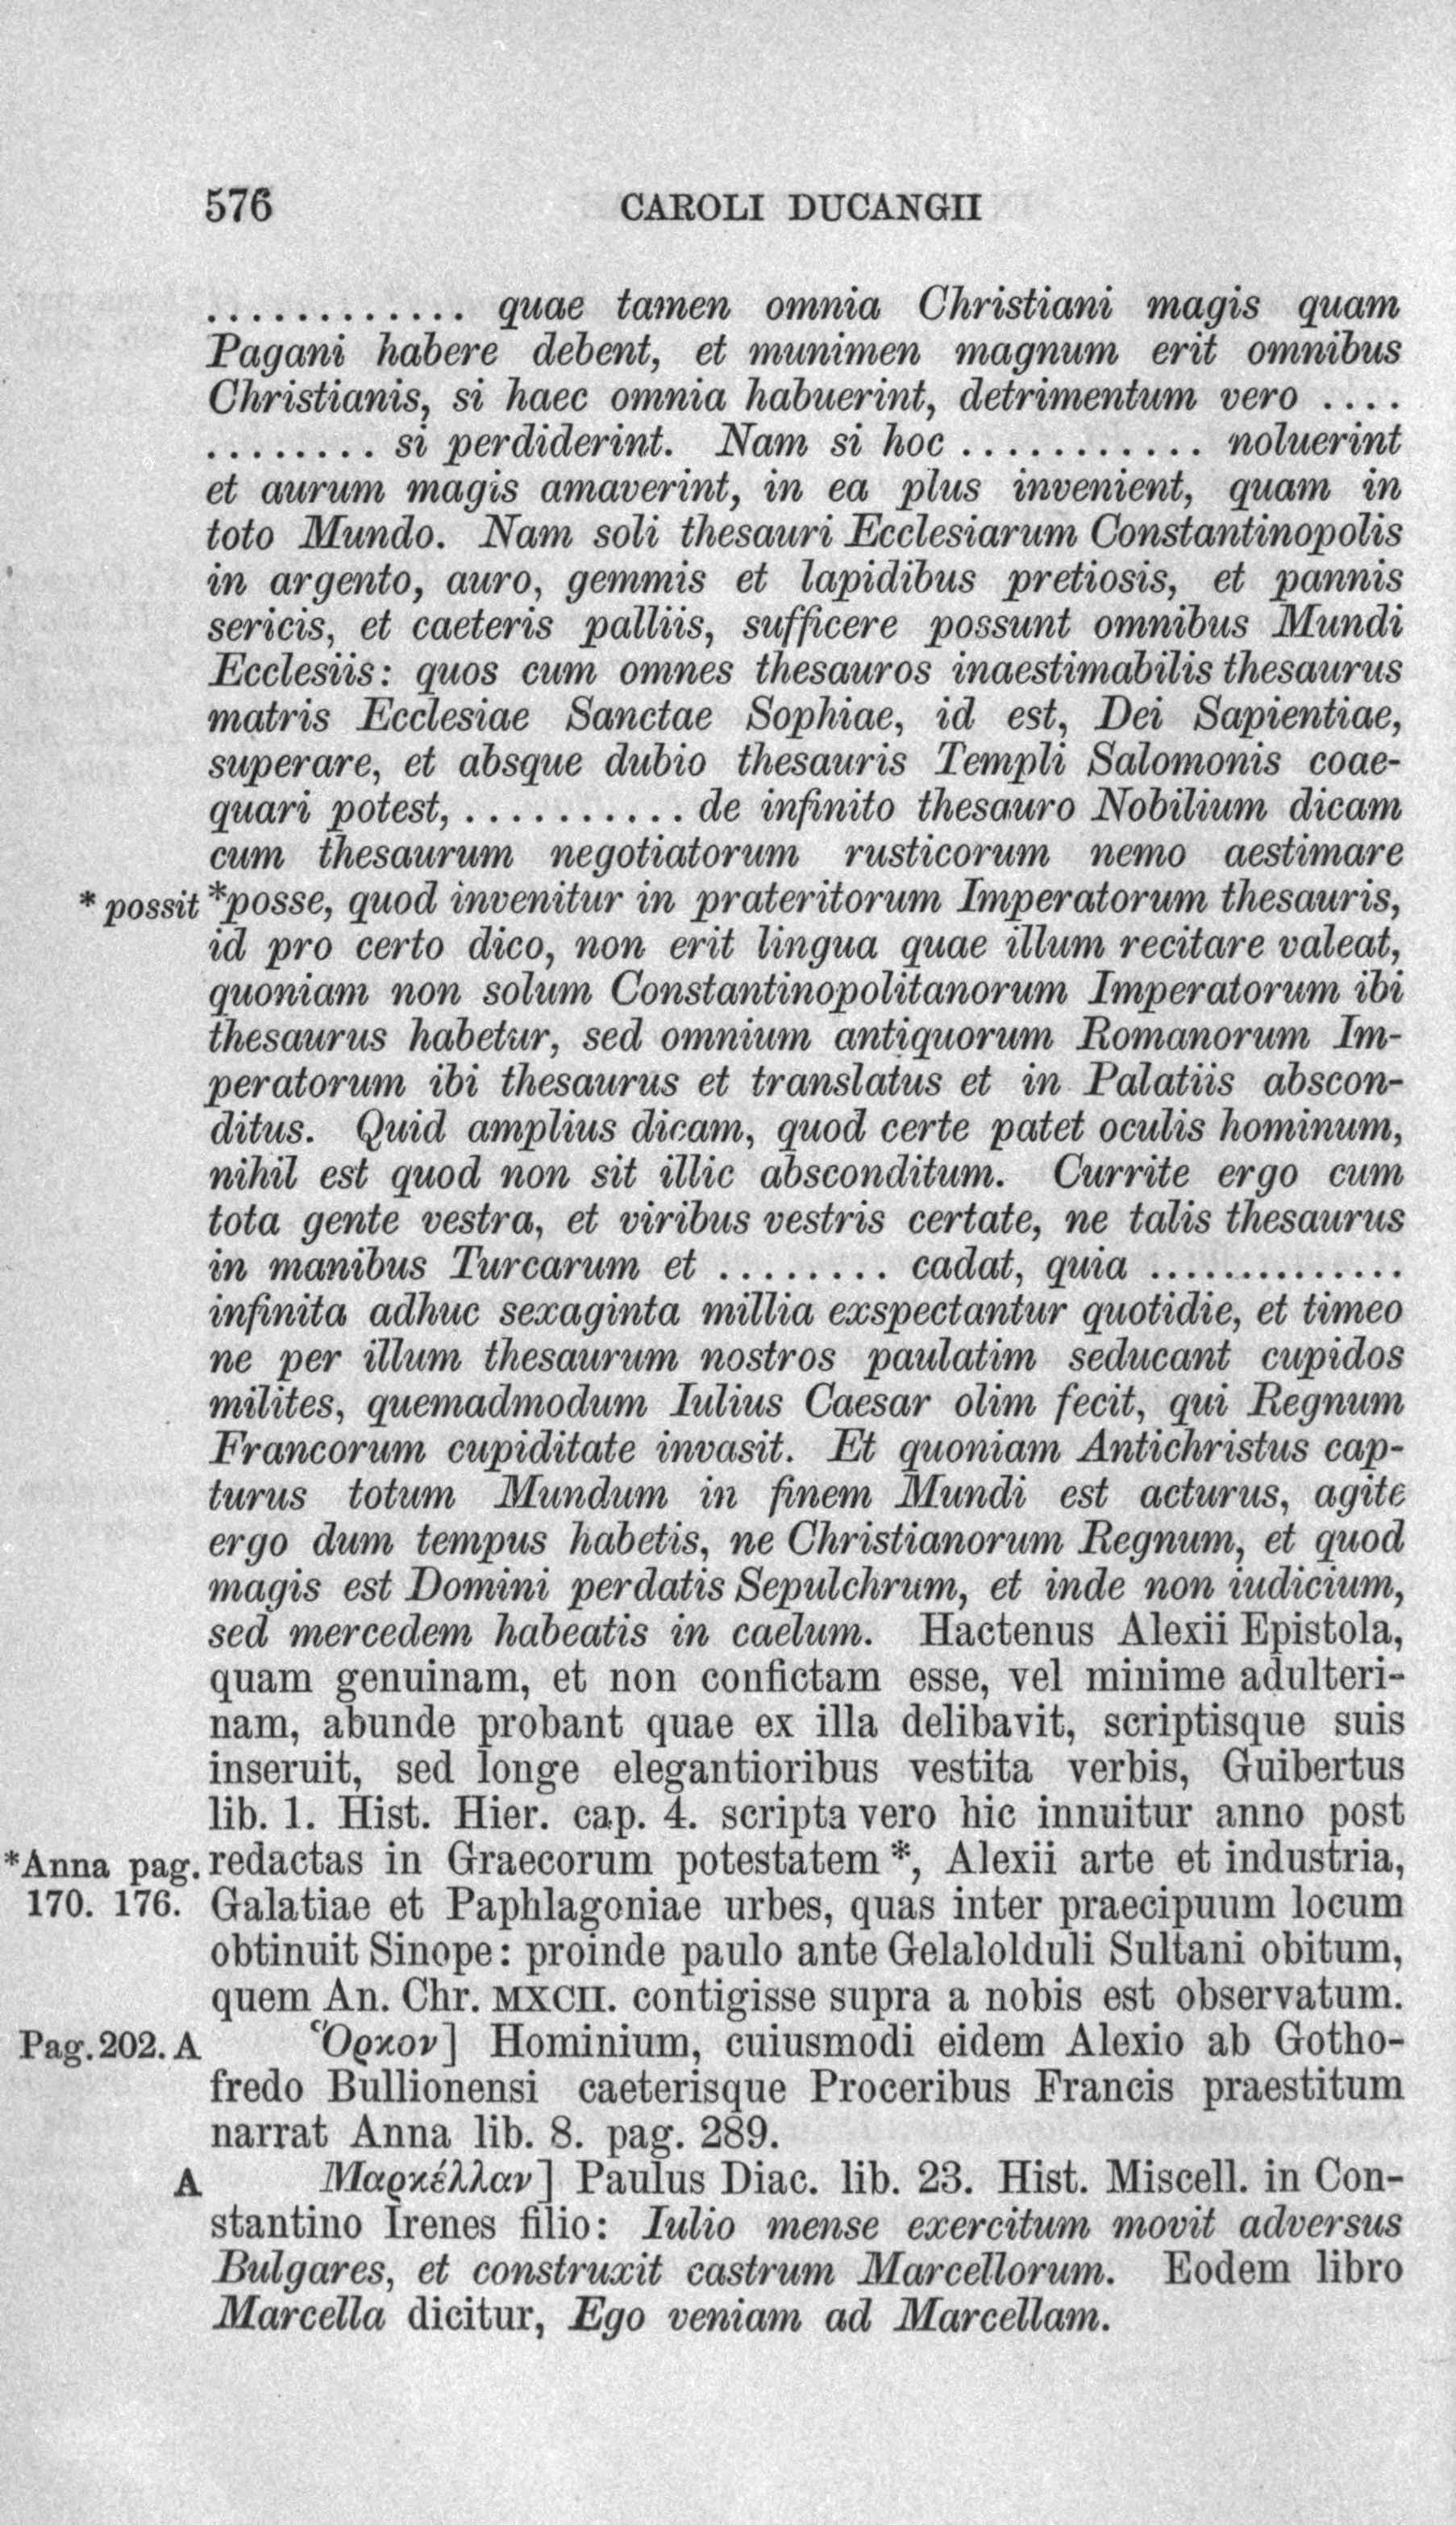 576 CAROLI DUCANGII
. . . . . . . . . . . . quae tamen omnia Christiani magis quam
Pagani habere debent, et munimen magnum erit omnibus
Christianis, si haec omnia habuerint, detrimentum vero . . . .
. . . . . . . . si perdiderint. Nam si hoc . . . . . . . . . . . noluerint
et aurum magis amaverint, in ea plus invenient, quam in
toto Mundo. Nam soli thesauri Ecclesiarum Constantinopolis
in argento, auro, gemmis et lapidibus pretiosis, et pannis
sericis, et caeteris palliis, sufficere possunt omnibus Mundi
Ecclesiis: quos cum omnes thesauros inaestimabilis thesaurus
matris Ecclesiae Sanctae Sophiae, id est, Dei Sapientiae,
superare, et absque dubio thesauris Templi Salomonis coae-
quari potest, . . . . . . . . . . de infinito thesauro Nobilium dicam
cum thesaurum negotiatorum rusticorum nemo aestimare
* possit *posse, quod invenitur in prateritorum Imperatorum thesauris,
id pro certo dico, non erit lingua quae illum recitare valeat,
quoniam non solum Constantinopolitanorum Imperatorum ibi
thesaurus habetur, sed omnium antiquorum Romanorum Im-
peratorum ibi thesaurus et translatus et in Palatiis abscon-
ditus. Quid amplius dicam, quod certe patet oculis hominum,
nihil est quod non sit illic absconditum. Currite ergo cum
tota gente vestra, et viribus vestris certate, ne talis thesaurus
in manibus Turcarum et . . . . . . . . cadat, quia . . . . . . . . . . . . .
infinita adhuc sexaginta millia exspectantur quotidie, et timeo
ne per illum thesaurum nostros paulatim seducant cupidos
milites, quemadmodum Iulius Caesar olim fecit, qui Regnum
Francorum cupiditate invasit. Et quoniam Antichristus cap-
turus totum Mundum in finem Mundi est acturus, agite
ergo dum tempus habetis, ne Christianorum Regnum, et quod
magis est Domini perdatis Sepulchrum, et inde non iudicium,
sed mercedem habeatis in caelum. Hactenus Alexii Epistola,
quam genuinam, et non confictam esse, vel minime adulteri-
nam, abunde probant quae ex illa delibavit, scriptisque suis
inseruit, sed longe elegantioribus vestita verbis, Guibertus
lib. 1. Hist. Hier. cap. 4. scripta vero hic innuitur anno post
*Anna pag. redactas in Graecorum potestatem *, Alexii arte et industria,
170. 176. Galatiae et Paphlagoniae urbes, quas inter praecipuum locum
obtinuit Sinope: proinde paulo ante Gelalolduli Sultani obitum,
quem An. Chr. MXCII. contigisse supra a nobis est observatum.
Pag. 202. A Ὅρκον] Hominium, cuiusmodi eidem Alexio ab Gotho-
fredo Bullionensi caeterisque Proceribus Francis praestitum
narrat Anna lib. 8. pag. 289.
A Μαρκέλλαν] Paulus Diac. lib. 23. Hist. Miscell. in Con-
stantino Irenes filio: Iulio mense exercitum movit adversus
Bulgares, et construxit castrum Marcellorum. Eodem libro
Marcella dicitur, Ego veniam ad Marcellam.